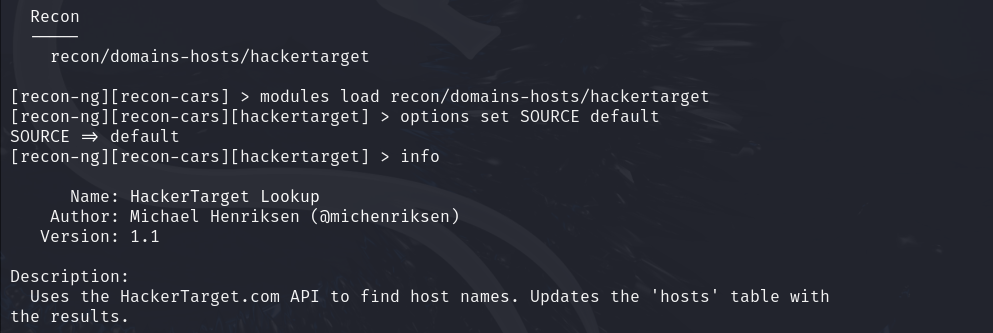 Recon
-----
recon/domains-hosts/hackertarget
[recon-ng][recon-cars] > modules load recon/domains-hosts/hackertarget
[recon-ng][recon-cars][hackertarget] > options set SOURCE default
SOURCE => default
[recon-ng][recon-cars][hackertarget] > info
Name: HackerTarget Lookup
Author: Michael Henriksen (@michenriksen)
Version: 1.1
Description:
Uses the HackerTarget.com API to find host names. Updates the 'hosts' table with
the results.